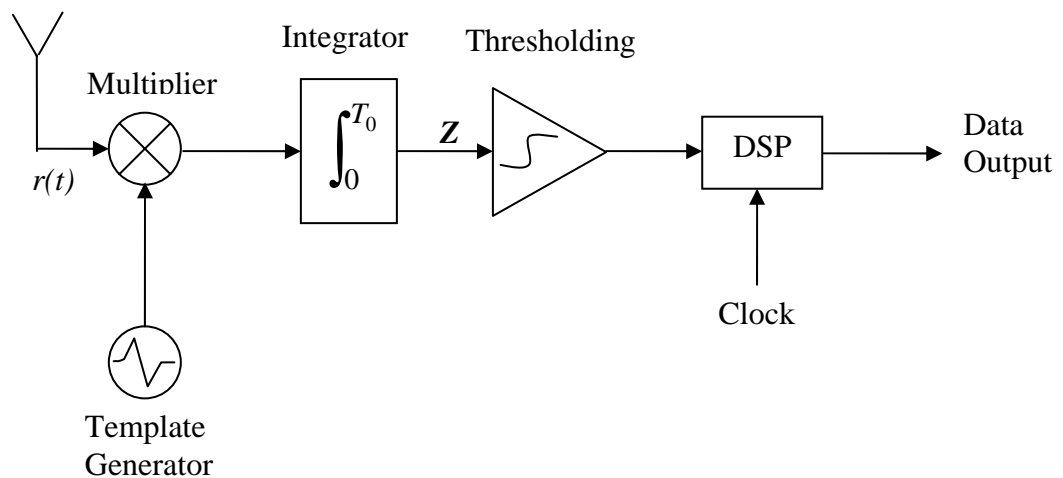 Integrator
Thresholding
Multiplier
∫₀^T₀
Z
DSP
Data
Output
r(t)
Clock
Template
Generator